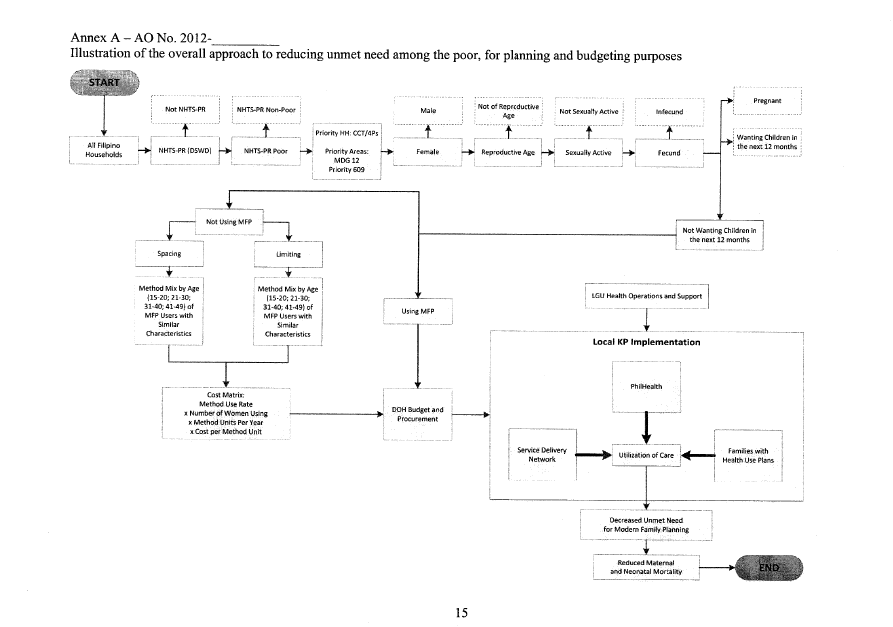 Annex A – AO No. 2012-__________
Illustration of the overall approach to reducing unmet need among the poor, for planning and budgeting purposes
START
Not NHTS-PR
NHTS-PR Non-Poor
Male
Not of Reproductive
Age
Not Sexually Active
Infecund
Pregnant
All Filipino
Households
NHTS-PR (DSWD)
NHTS-PR Poor
Priority HH: CCT/4Ps
Priority Areas:
MDG 12
Priority 609
Female
Reproductive Age
Sexually Active
Fecund
Wanting Children in
the next 12 months
Not Wanting Children in
the next 12 months
Not Using MFP
Spacing
Limiting
Method Mix by Age
(15-20; 21-30;
31-40; 41-49) of
MFP Users with
Similar
Characteristics
Method Mix by Age
(15-20; 21-30;
31-40; 41-49) of
MFP Users with
Similar
Characteristics
Using MFP
Cost Matrix:
Method Use Rate
x Number of Women Using
x Method Units Per Year
x Cost per Method Unit
DOH Budget and
Procurement
LGU Health Operations and Support
Local KP Implementation
PhilHealth
Service Delivery
Network
Utilization of Care
Families with
Health Use Plans
Decreased Unmet Need
for Modern Family Planning
Reduced Maternal
and Neonatal Mortality
END
15